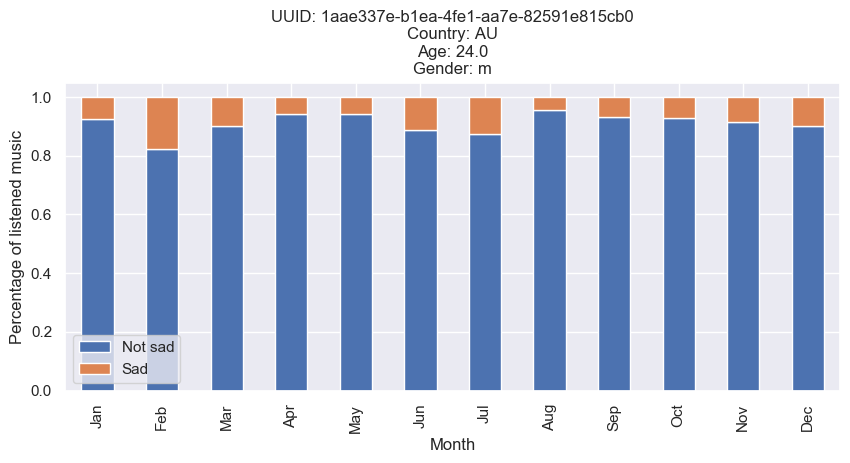 UUID: 1aae337e-b1ea-4fe1-aa7e-82591e815cb0
Country: AU
Age: 24.0
Gender: m
Percentage of listened music
1.0
0.8
0.6
0.4
0.2
0.0
Not sad
Sad
Jan
Feb
Mar
Apr
May
Jun
Jul
Aug
Sep
Oct
Nov
Dec
Month